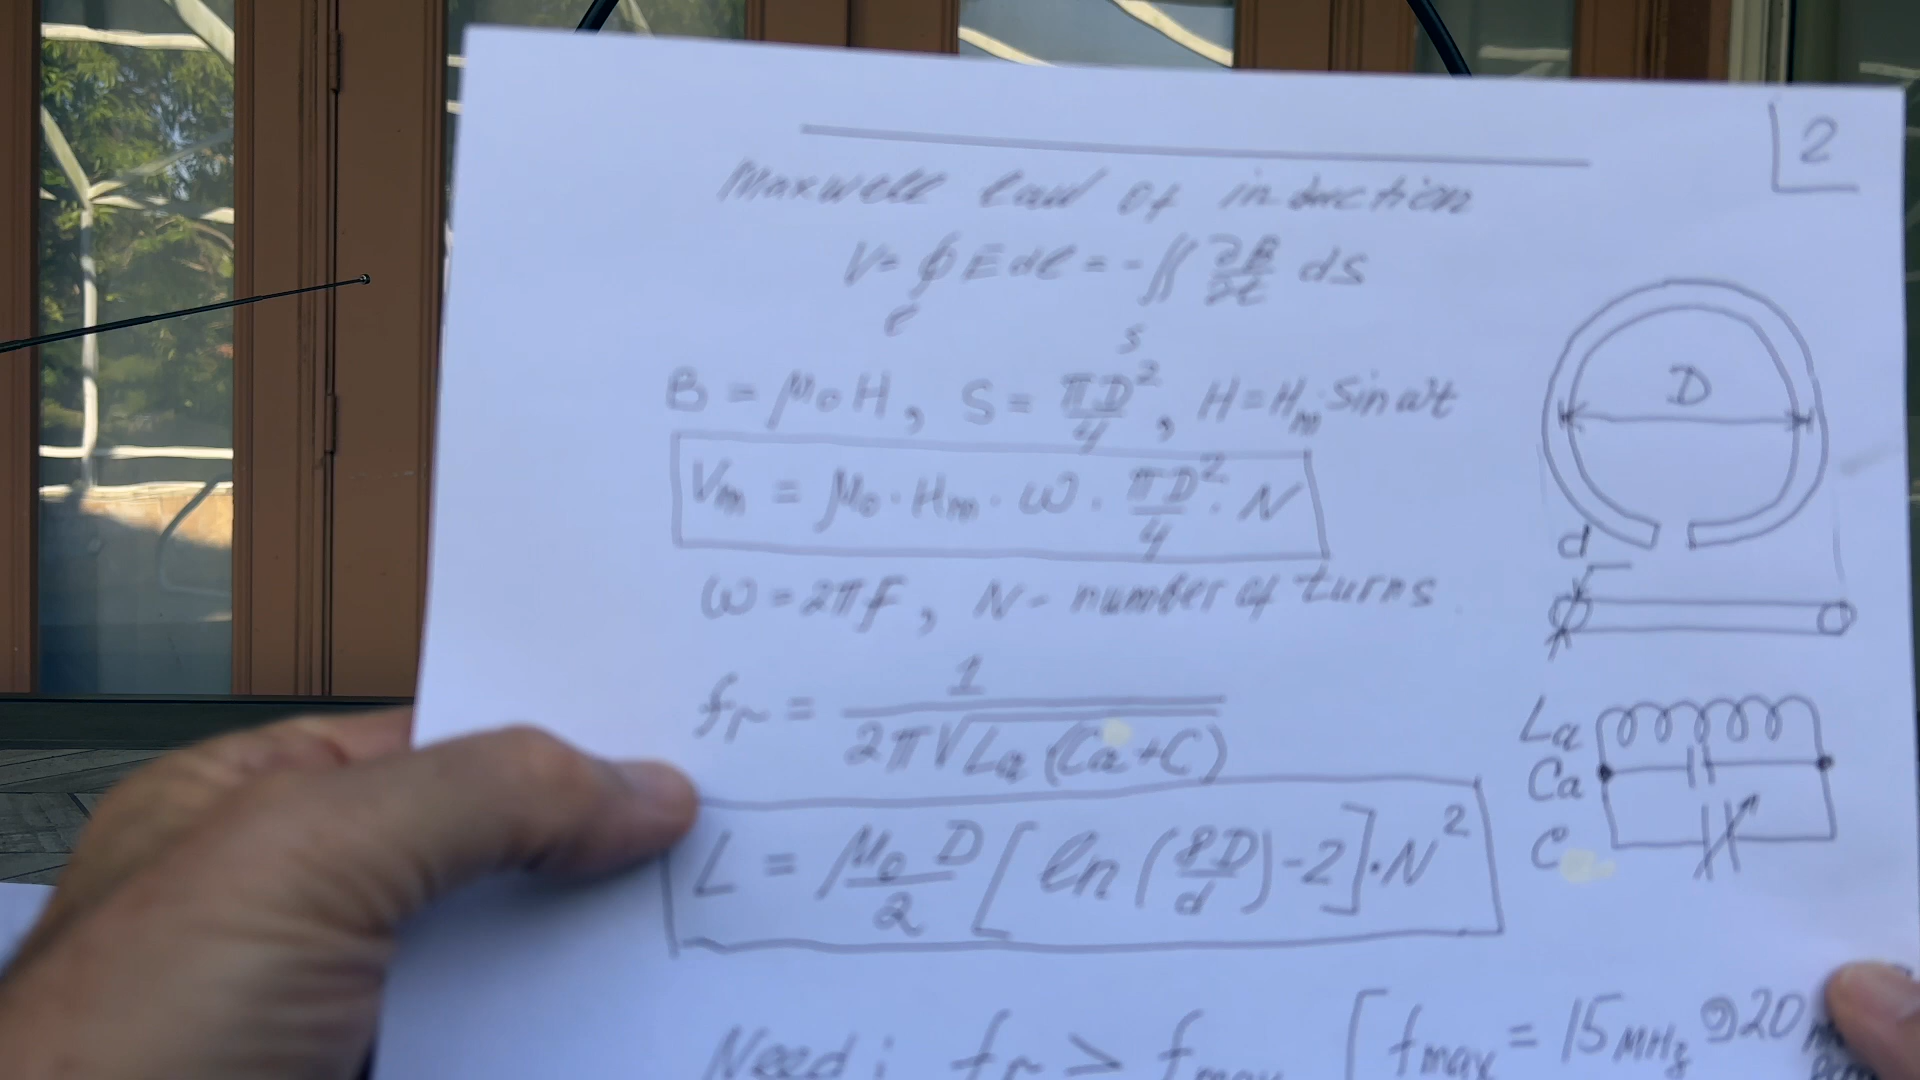 2
Maxwell law of induction
V = ∮ E dl = - ∬ ∂B/∂t ds
l
s
B = μ₀H, S = πD²/4, H = Hₘ·sin ωt
Vₘ = μ₀ · Hₘ · ω · πD²/4 · N
ω = 2πf, N - number of turns
fᵣ = 1 / 2π√La (Ca + C)
L = μ₀D/2 [ln(8D/d) - 2]·N²
Need: fᵣ > fmax [fmax = 15 MHz
D
d
La
Ca
C